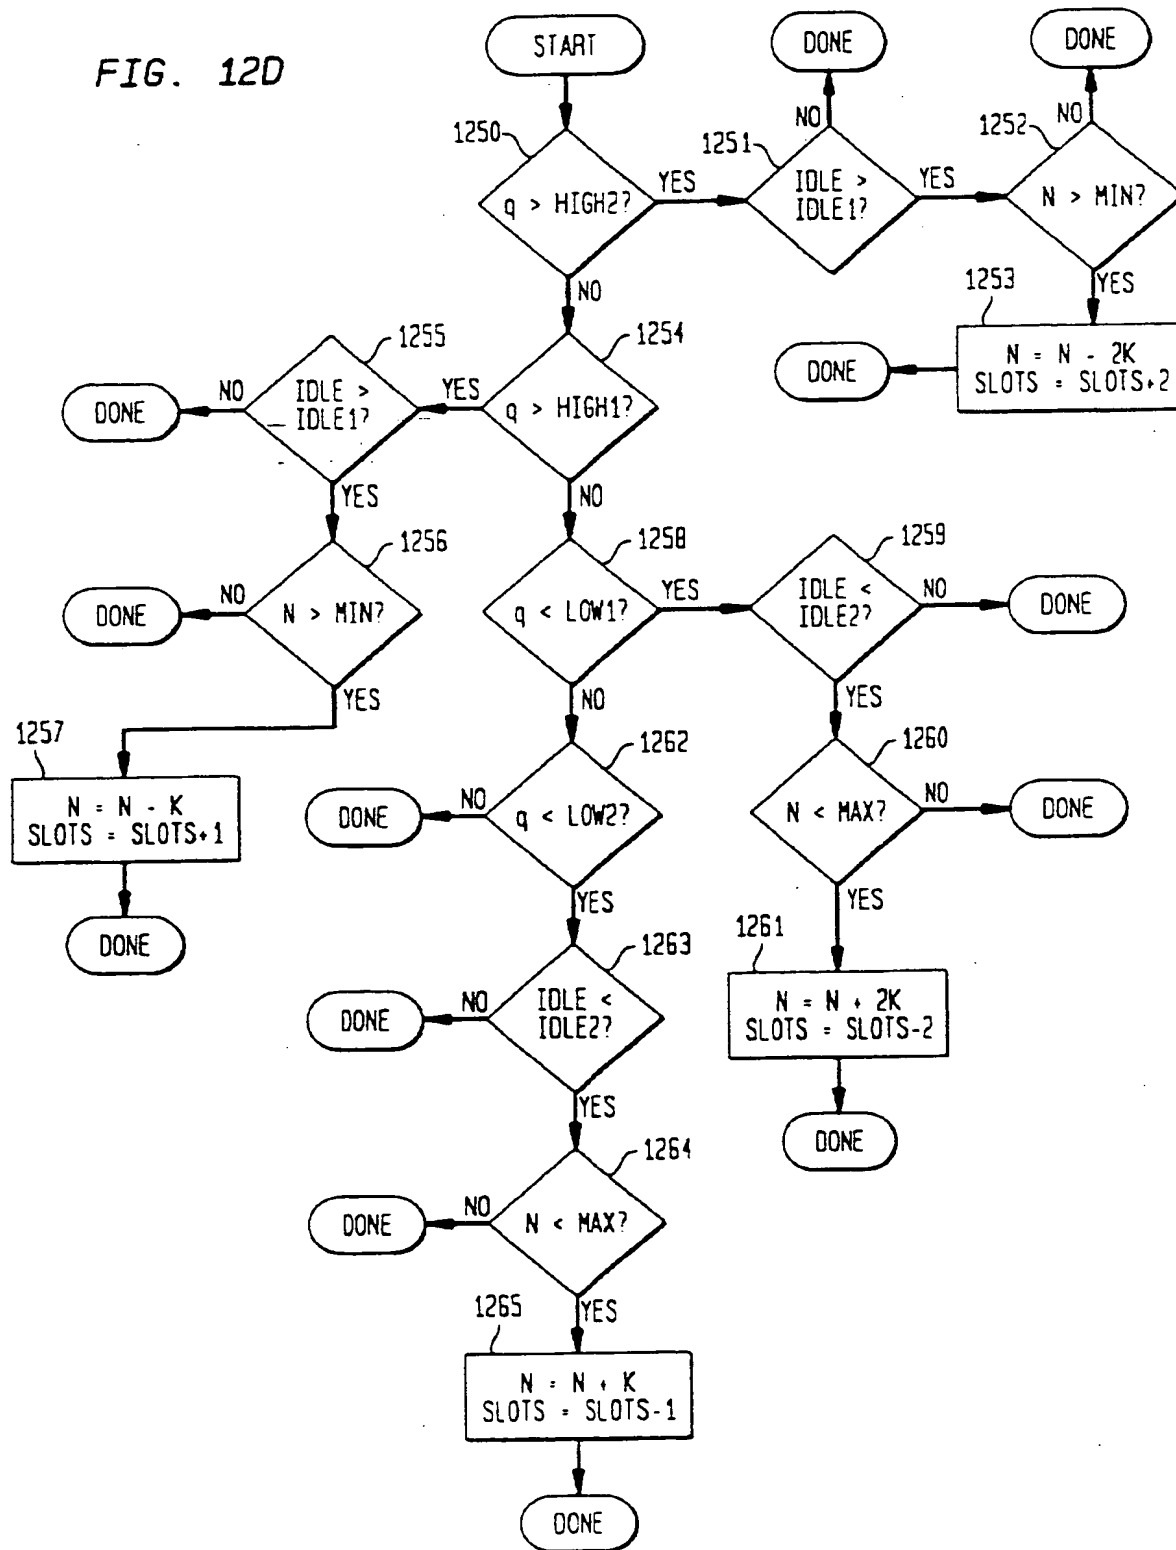 FIG. 12D
START
DONE
DONE
1250
q > HIGH2?
YES
NO
1251
IDLE >
IDLE1?
NO
YES
1252
N > MIN?
NO
YES
1253
N = N - 2K
SLOTS = SLOTS+2
DONE
1254
q > HIGH1?
YES
NO
1255
IDLE >
IDLE1?
NO
DONE
YES
1256
N > MIN?
NO
DONE
YES
1257
N = N - K
SLOTS = SLOTS+1
DONE
1258
q < LOW1?
YES
NO
1259
IDLE <
IDLE2?
NO
DONE
YES
1260
N < MAX?
NO
DONE
YES
1261
N = N + 2K
SLOTS = SLOTS-2
DONE
1262
q < LOW2?
NO
DONE
YES
1263
IDLE <
IDLE2?
NO
DONE
YES
1264
N < MAX?
NO
DONE
YES
1265
N = N + K
SLOTS = SLOTS-1
DONE